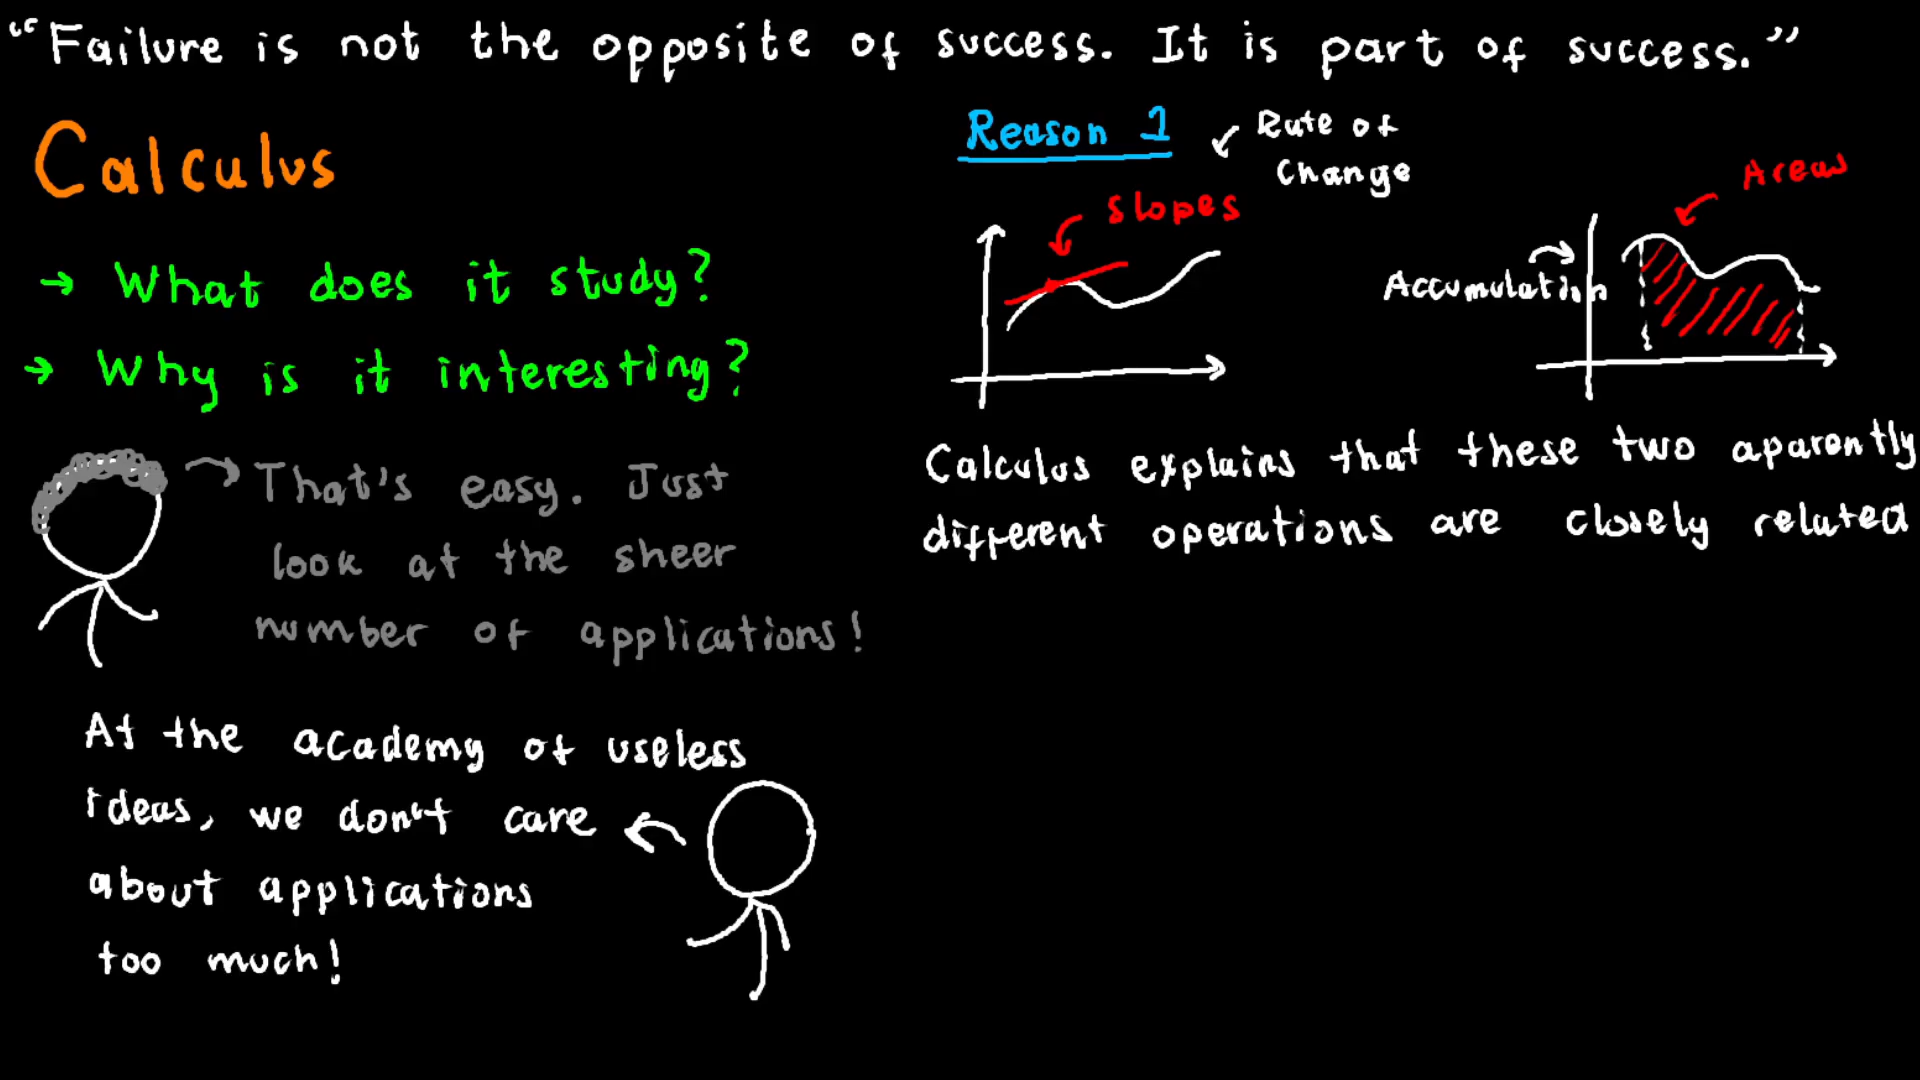 “Failure is not the opposite of success. It is part of success.”
Calculus
→ What does it study?
→ Why is it interesting?
That's easy. Just
look at the sheer
number of applications!
At the academy of useless
ideas, we don't care
about applications
too much!
Reason 1
Rate of
Change
Slopes
Areas
Accumulation
Calculus explains that these two aparently
different operations are closely related